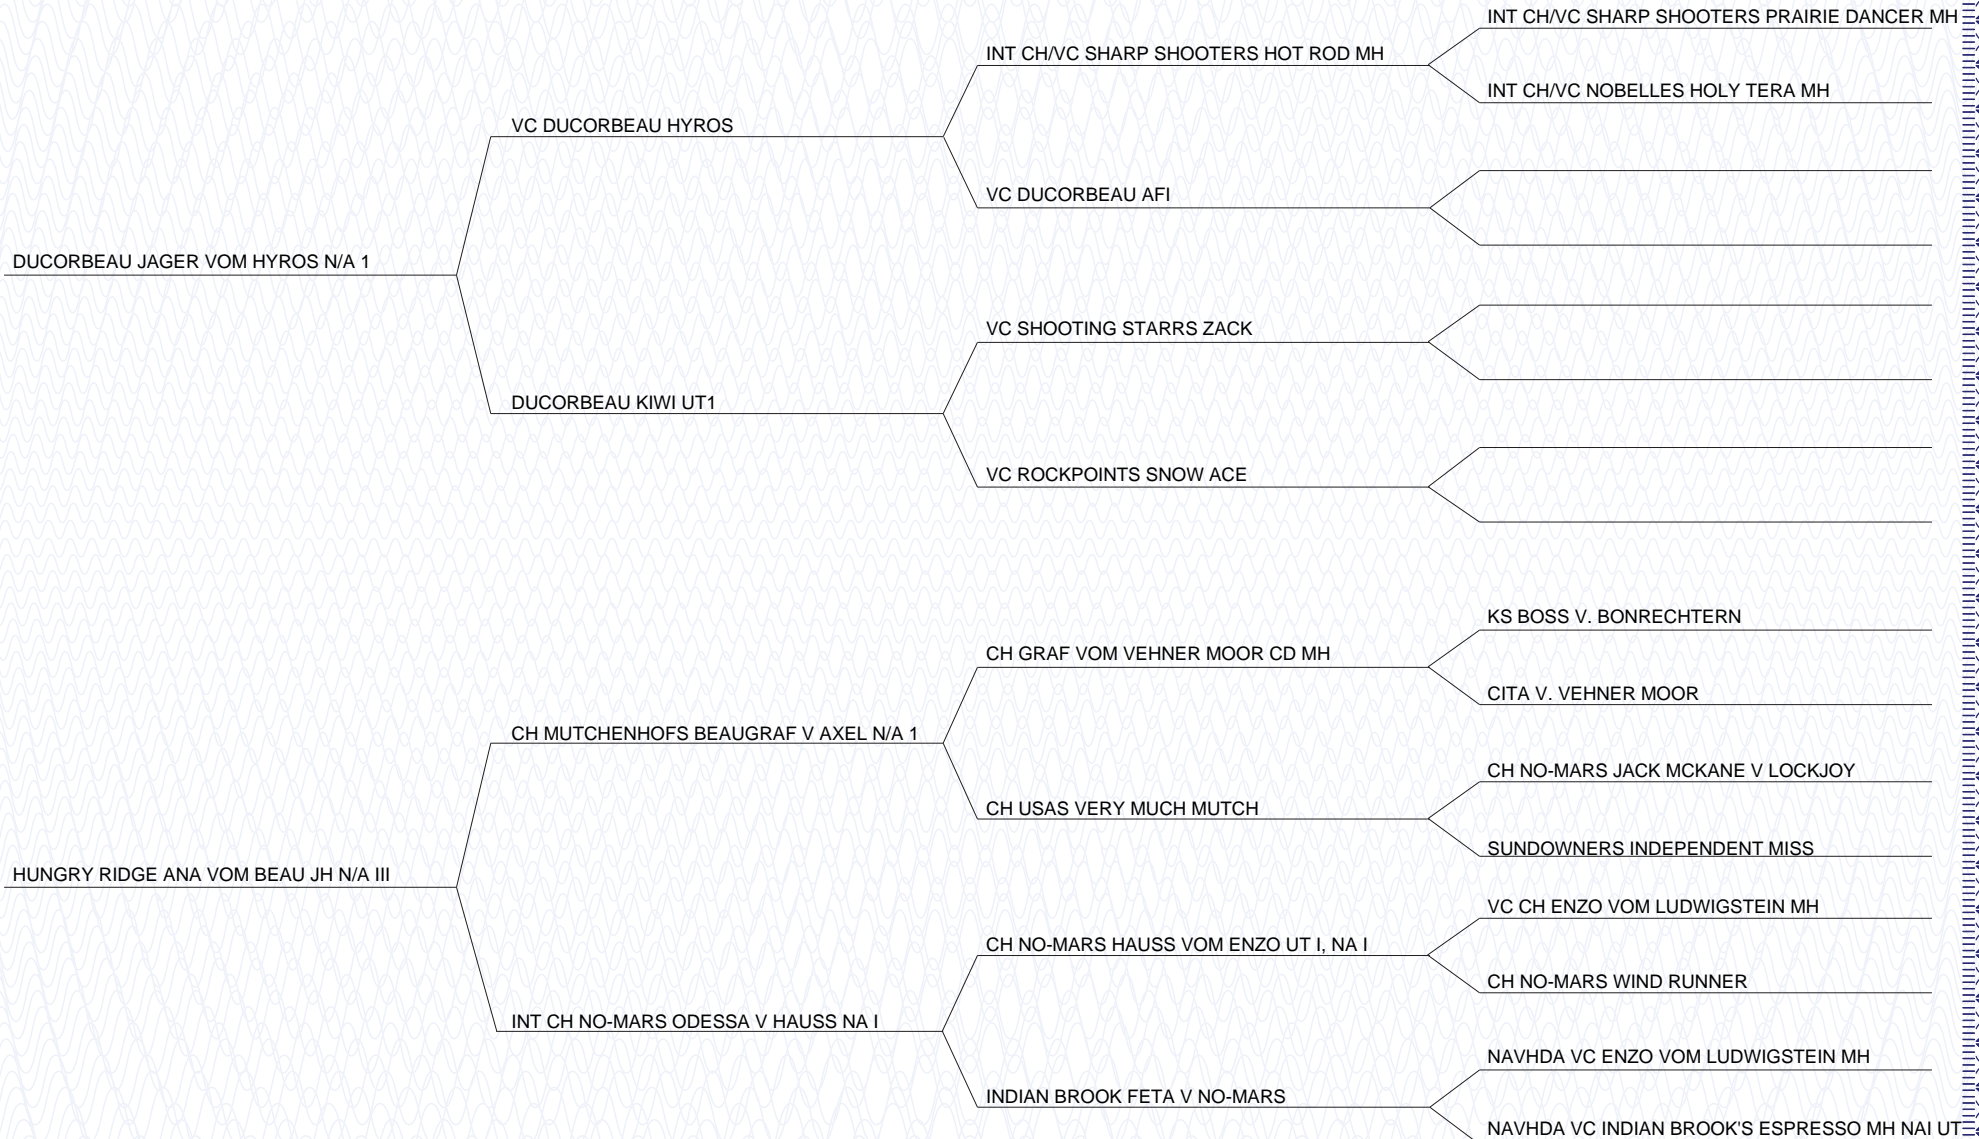 INT CH/VC SHARP SHOOTERS PRAIRIE DANCER MH
INT CH/VC SHARP SHOOTERS HOT ROD MH
INT CH/VC NOBELLES HOLY TERA MH
VC DUCORBEAU HYROS
VC DUCORBEAU AFI
DUCORBEAU JAGER VOM HYROS N/A 1
VC SHOOTING STARRS ZACK
DUCORBEAU KIWI UT1
VC ROCKPOINTS SNOW ACE
KS BOSS V. BONRECHTERN
CH GRAF VOM VEHNER MOOR CD MH
CITA V. VEHNER MOOR
CH MUTCHENHOFS BEAUGRAF V AXEL N/A 1
CH NO-MARS JACK MCKANE V LOCKJOY
CH USAS VERY MUCH MUTCH
SUNDOWNERS INDEPENDENT MISS
HUNGRY RIDGE ANA VOM BEAU JH N/A III
VC CH ENZO VOM LUDWIGSTEIN MH
CH NO-MARS HAUSS VOM ENZO UT I, NA I
CH NO-MARS WIND RUNNER
INT CH NO-MARS ODESSA V HAUSS NA I
NAVHDA VC ENZO VOM LUDWIGSTEIN MH
INDIAN BROOK FETA V NO-MARS
NAVHDA VC INDIAN BROOK'S ESPRESSO MH NAI UT